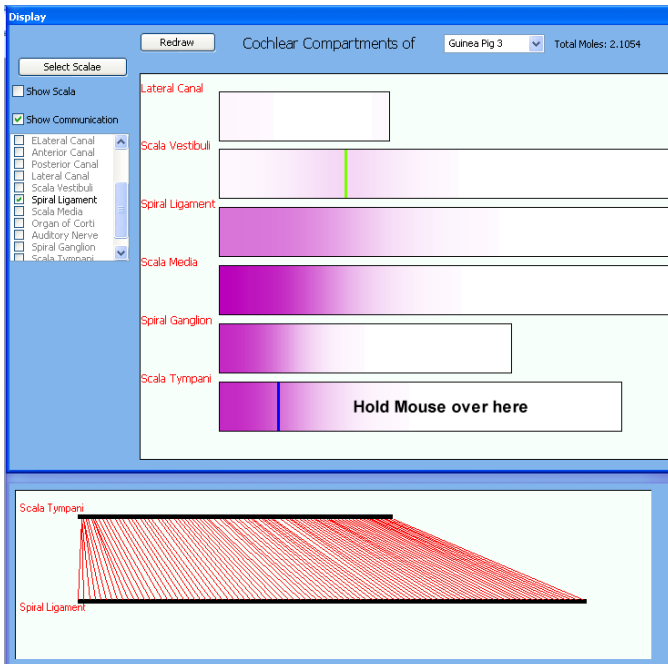 Display
Redraw
Cochlear Compartments of
Guinea Pig 3
Total Moles: 2.1054
Select Scalae
Show Scala
Show Communication
ELateral Canal
Anterior Canal
Posterior Canal
Lateral Canal
Scala Vestibuli
Spiral Ligament
Scala Media
Organ of Corti
Auditory Nerve
Spiral Ganglion
Scala Tympani
Lateral Canal
Scala Vestibuli
Spiral Ligament
Scala Media
Spiral Ganglion
Scala Tympani
Hold Mouse over here
Scala Tympani
Spiral Ligament